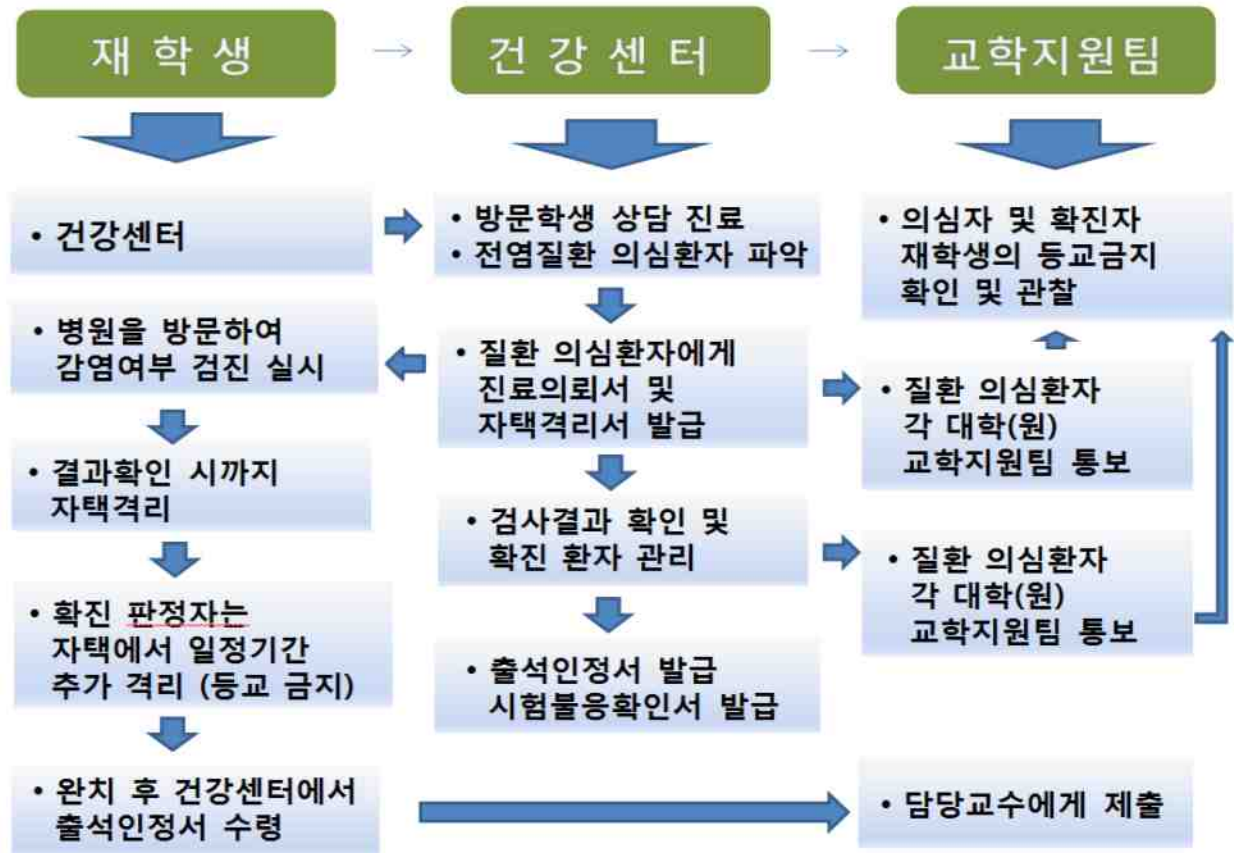 재 학 생
건 강 센 터
교학지원팀
• 건강센터
• 병원을 방문하여
감염여부 검진 실시
• 결과확인 시까지
자택격리
• 확진 판정자는
자택에서 일정기간
추가 격리 (등교 금지)
• 완치 후 건강센터에서
출석인정서 수령
• 방문학생 상담 진료
• 전염질환 의심환자 파악
• 질환 의심환자에게
진료의뢰서 및
자택격리서 발급
• 검사결과 확인 및
확진 환자 관리
• 출석인정서 발급
시험불응확인서 발급
• 의심자 및 확진자
재학생의 등교금지
확인 및 관찰
• 질환 의심환자
각 대학(원)
교학지원팀 통보
• 질환 의심환자
각 대학(원)
교학지원팀 통보
• 담당교수에게 제출